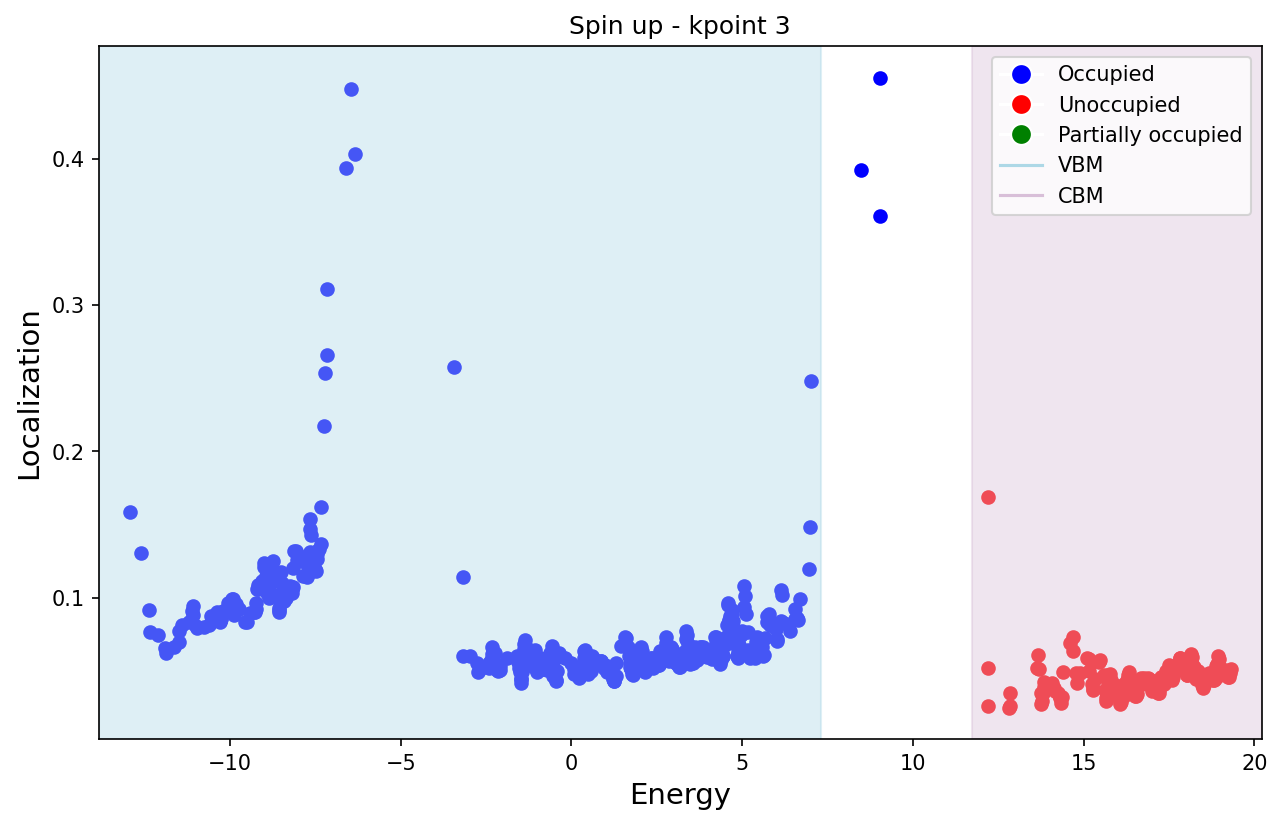 Spin up - kpoint 3
Localization
0.4
0.3
0.2
0.1
Occupied
Unoccupied
Partially occupied
VBM
CBM
−10
−5
0
5
10
15
20
Energy